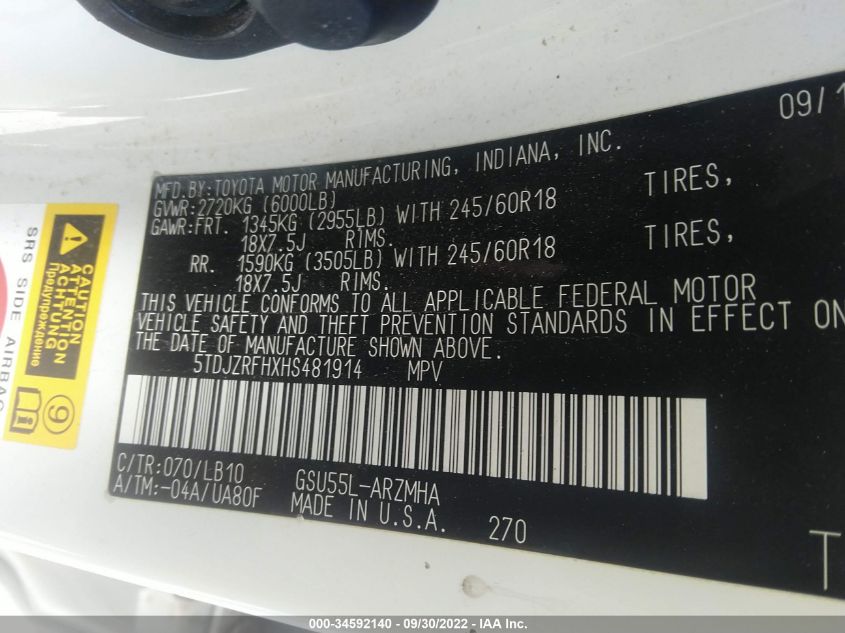 09/1
MFD.BY:TOYOTA MOTOR MANUFACTURING, INDIANA, INC.
GVWR:2720KG (6000LB)
GAWR:FRT. 1345KG (2955LB) WITH 245/60R18 TIRES,
18X7.5J RIMS.
RR. 1590KG (3505LB) WITH 245/60R18 TIRES,
18X7.5J RIMS.
THIS VEHICLE CONFORMS TO ALL APPLICABLE FEDERAL MOTOR
VEHICLE SAFETY AND THEFT PREVENTION STANDARDS IN EFFECT ON
THE DATE OF MANUFACTURE SHOWN ABOVE.
5TDJZRFHXHS481914 MPV
C/TR:070/LB10 GSU55L-ARZMHA
A/TM:-04A/UA80F MADE IN U.S.A. 270
T
SRS SIDE AIRBAG
CAUTION
ATTENTION
ACHTUNG
Предупреждение
9
000-34592140 - 09/30/2022 - IAA Inc.